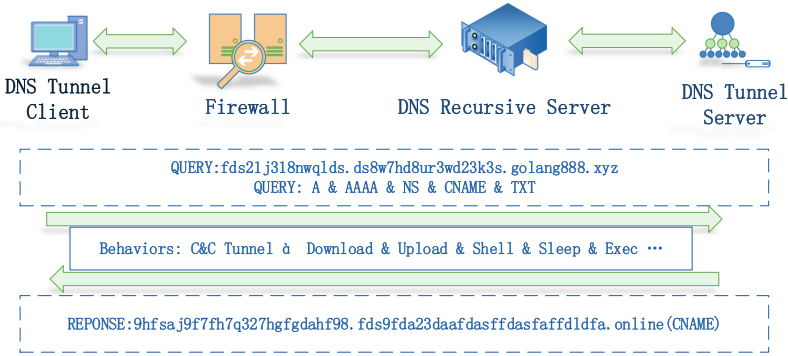 DNS Tunnel
Client
Firewall
DNS Recursive Server
DNS Tunnel
Server
QUERY:fds21j318nwqlds.ds8w7hd8ur3wd23k3s.golang888.xyz
QUERY: A & AAAA & NS & CNAME & TXT
Behaviors: C&C Tunnel à Download & Upload & Shell & Sleep & Exec …
REPONSE:9hfsaj9f7fh7q327hgfgdahf98.fds9fda23daafdasffdasfaffdldfa.online(CNAME)